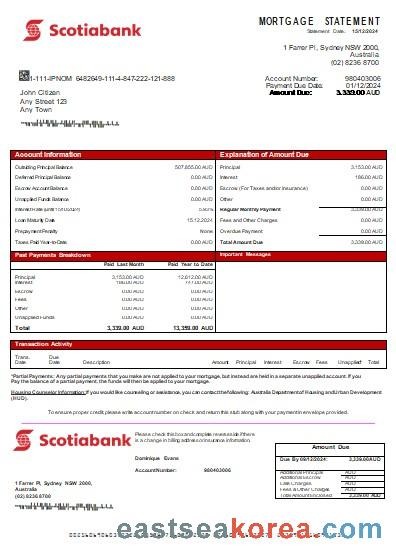 Scotiabank
MORTGAGE STATEMENT
Statement Date: 15/12/2024
1 Farrer Pl, Sydney NSW 2000,
Australia
(02) 8236 8700
1-111-IPNOM 6482649-111-4-847-222-121-888
Account Number: 980403006
Payment Due Date: 01/12/2024
Amount Due: 3,339.00 AUD
John Citizen
Any Street 123
Any Town
Account Information
Outstanding Principal Balance 507,855.00 AUD
Deferred Principal Balance 0.00 AUD
Escrow Account Balance 0.00 AUD
Unapplied Funds Balance 0.00 AUD
Loan Maturity Date 15.12.2024
Prepayment Penalty None
Taxes Paid Year-to-Date 0.00 AUD
Explanation of Amount Due
Principal 3,153.00 AUD
Interest 186.00 AUD
Escrow (For Taxes and/or Insurance) 0.00 AUD
Other 0.00 AUD
Regular Monthly Payment 3,339.00 AUD
Fees and Other Charges 0.00 AUD
Overdue Payment 0.00 AUD
Total Amount Due 3,339.00 AUD
Past Payments Breakdown
Paid Last Month Paid Year to Date
Principal 3,153.00 AUD 12,612.00 AUD
Interest 186.00 AUD AUD
Escrow 0.00 AUD 0.00 AUD
Fees 0.00 AUD 0.00 AUD
Other 0.00 AUD 0.00 AUD
Unapplied Funds 0.00 AUD 0.00 AUD
Total 3,339.00 AUD 13,359.00 AUD
Important Messages
Transaction Activity
Trans. Date Due Date Description Amount Principal Interest Escrow Fees Unapplied* Total
*Partial Payments: Any partial payments that you make are not applied to your mortgage, but instead are held in a separate unapplied account. If you
Pay the balance of a partial payment, the funds will then be applied to your mortgage.
Housing Counselor Information: If you would like counseling or assistance, you can contact the following: Australia Department of Housing and Urban Development
(HUD).
To ensure proper credit, please write account number on check and return this stub along with your payment in envelope provided.
Scotiabank
Please check this box and complete reverse side if there
is a change in billing address or insurance information.
Dominique Evans
Account Number: 980403006
1 Farrer Pl, Sydney NSW 2000,
Australia
(02) 8236 8700
Amount Due
Due By 09/12/2024: 3,339.00 AUD
Additional Principal AUD
Additional Escrow AUD
Late Charges AUD
Fees & Other Charges AUD
Total Amount Enclosed 3,339.00 AUD
eastseakorea.com